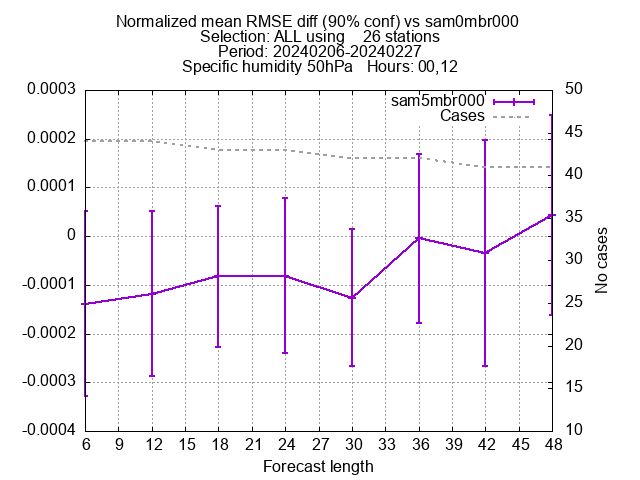 Normalized mean RMSE diff (90% conf) vs sam0mbr000
Selection: ALL using    26 stations
Period: 20240206-20240227
Specific humidity 50hPa   Hours: 00,12
sam5mbr000
Cases
0.0003
0.0002
0.0001
0
-0.0001
-0.0002
-0.0003
-0.0004
50
45
40
35
30
25
20
15
10
No cases
6 9 12 15 18 21 24 27 30 33 36 39 42 45 48
Forecast length